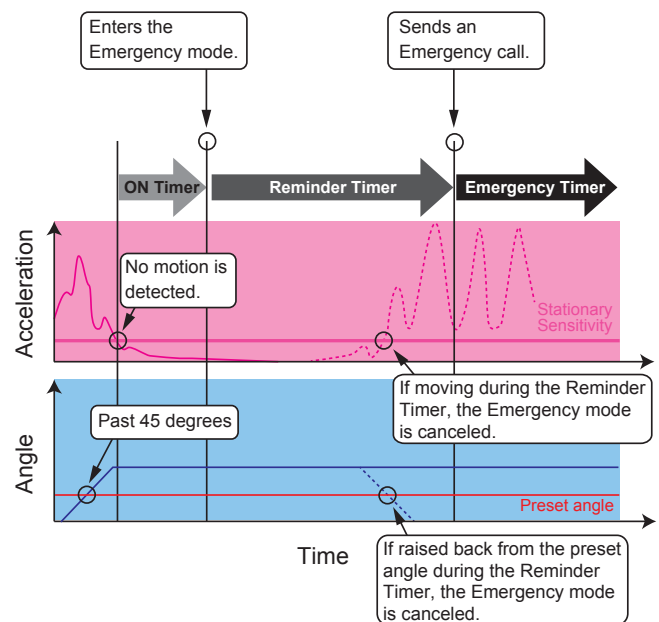 Enters the
Emergency mode.
Sends an
Emergency call.
ON Timer
Reminder Timer
Emergency Timer
Acceleration
No motion is
detected.
Stationary
Sensitivity
If moving during the Reminder
Timer, the Emergency mode
is canceled.
Angle
Past 45 degrees
Preset angle
Time
If raised back from the preset
angle during the Reminder
Timer, the Emergency mode
is canceled.